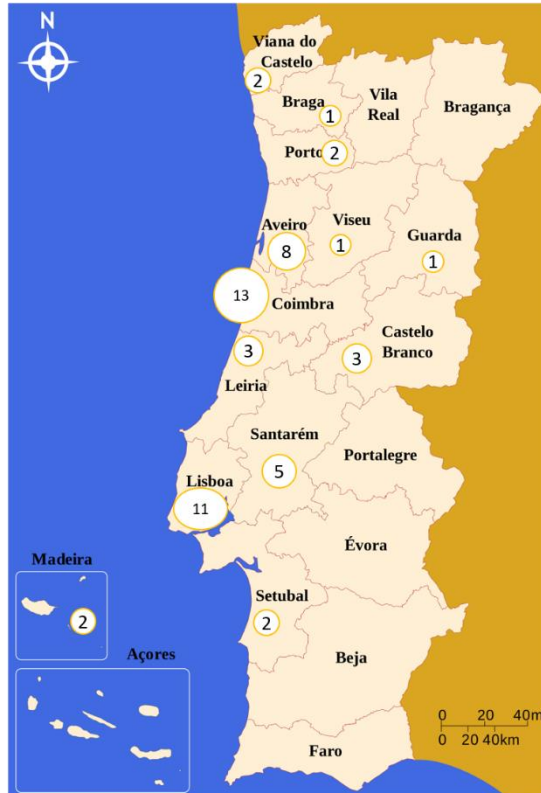 N
Viana do
Castelo
2
Braga
1
Vila
Real
Bragança
Porto
2
Aveiro
8
Viseu
1
Guarda
1
13
Coimbra
Castelo
Branco
3
3
Leiria
Santarém
5
Portalegre
Lisboa
11
Évora
Madeira
2
Setubal
2
Açores
Beja
0 20 40m
0 20 40km
Faro